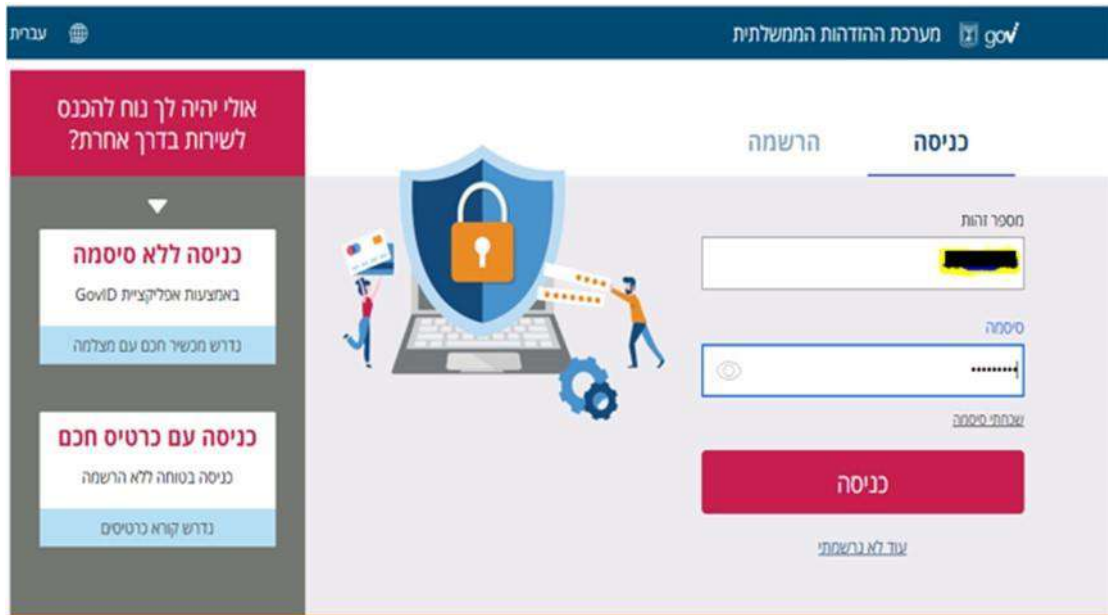 gov מערכת ההזדהות הממשלתית
עברית
כניסה
הרשמה
מספר זהות
סיסמה
•••••••••
שכחתי סיסמה
כניסה
עוד לא נרשמתי
אולי יהיה לך נוח להכנס
לשירות בדרך אחרת?
כניסה ללא סיסמה
באמצעות אפליקציית GovID
נדרש מכשיר חכם עם מצלמה
כניסה עם כרטיס חכם
כניסה בטוחה ללא הרשמה
נדרש קורא כרטיסים